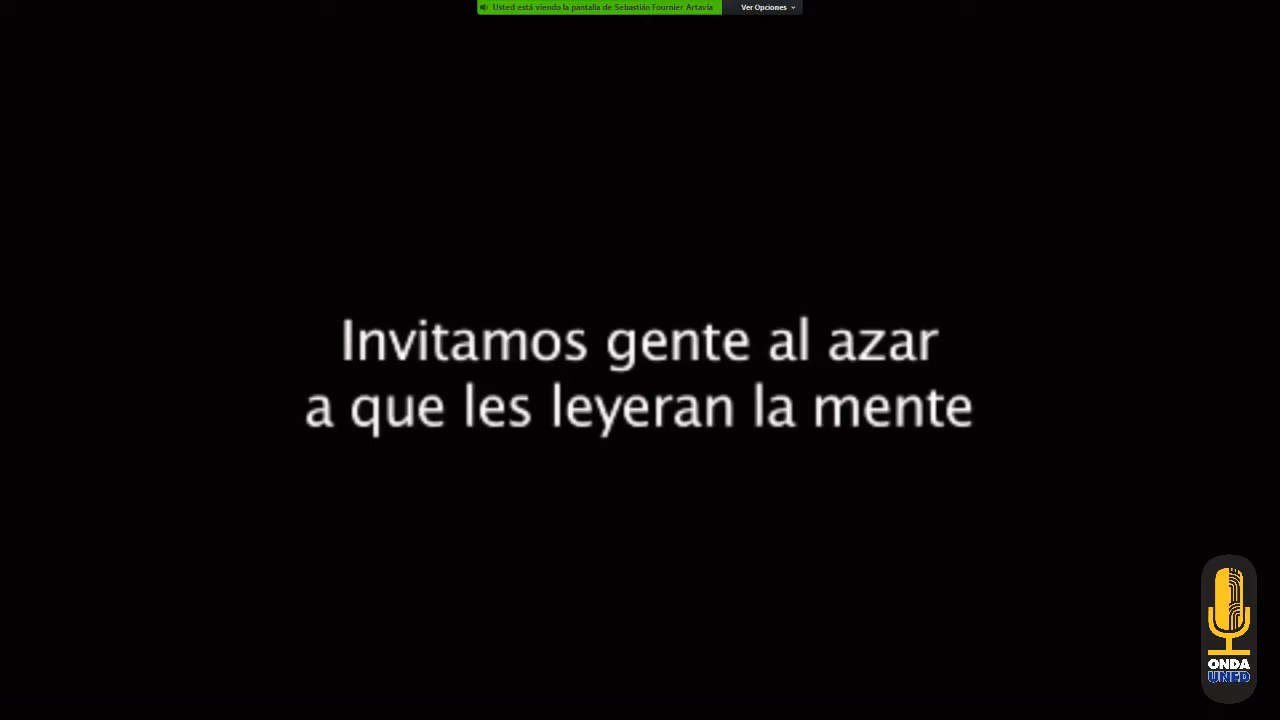 Usted está viendo la pantalla de Sebastián Fournier Artavia
Ver Opciones
Invitamos gente al azar
a que les leyeran la mente
ONDA
UNED